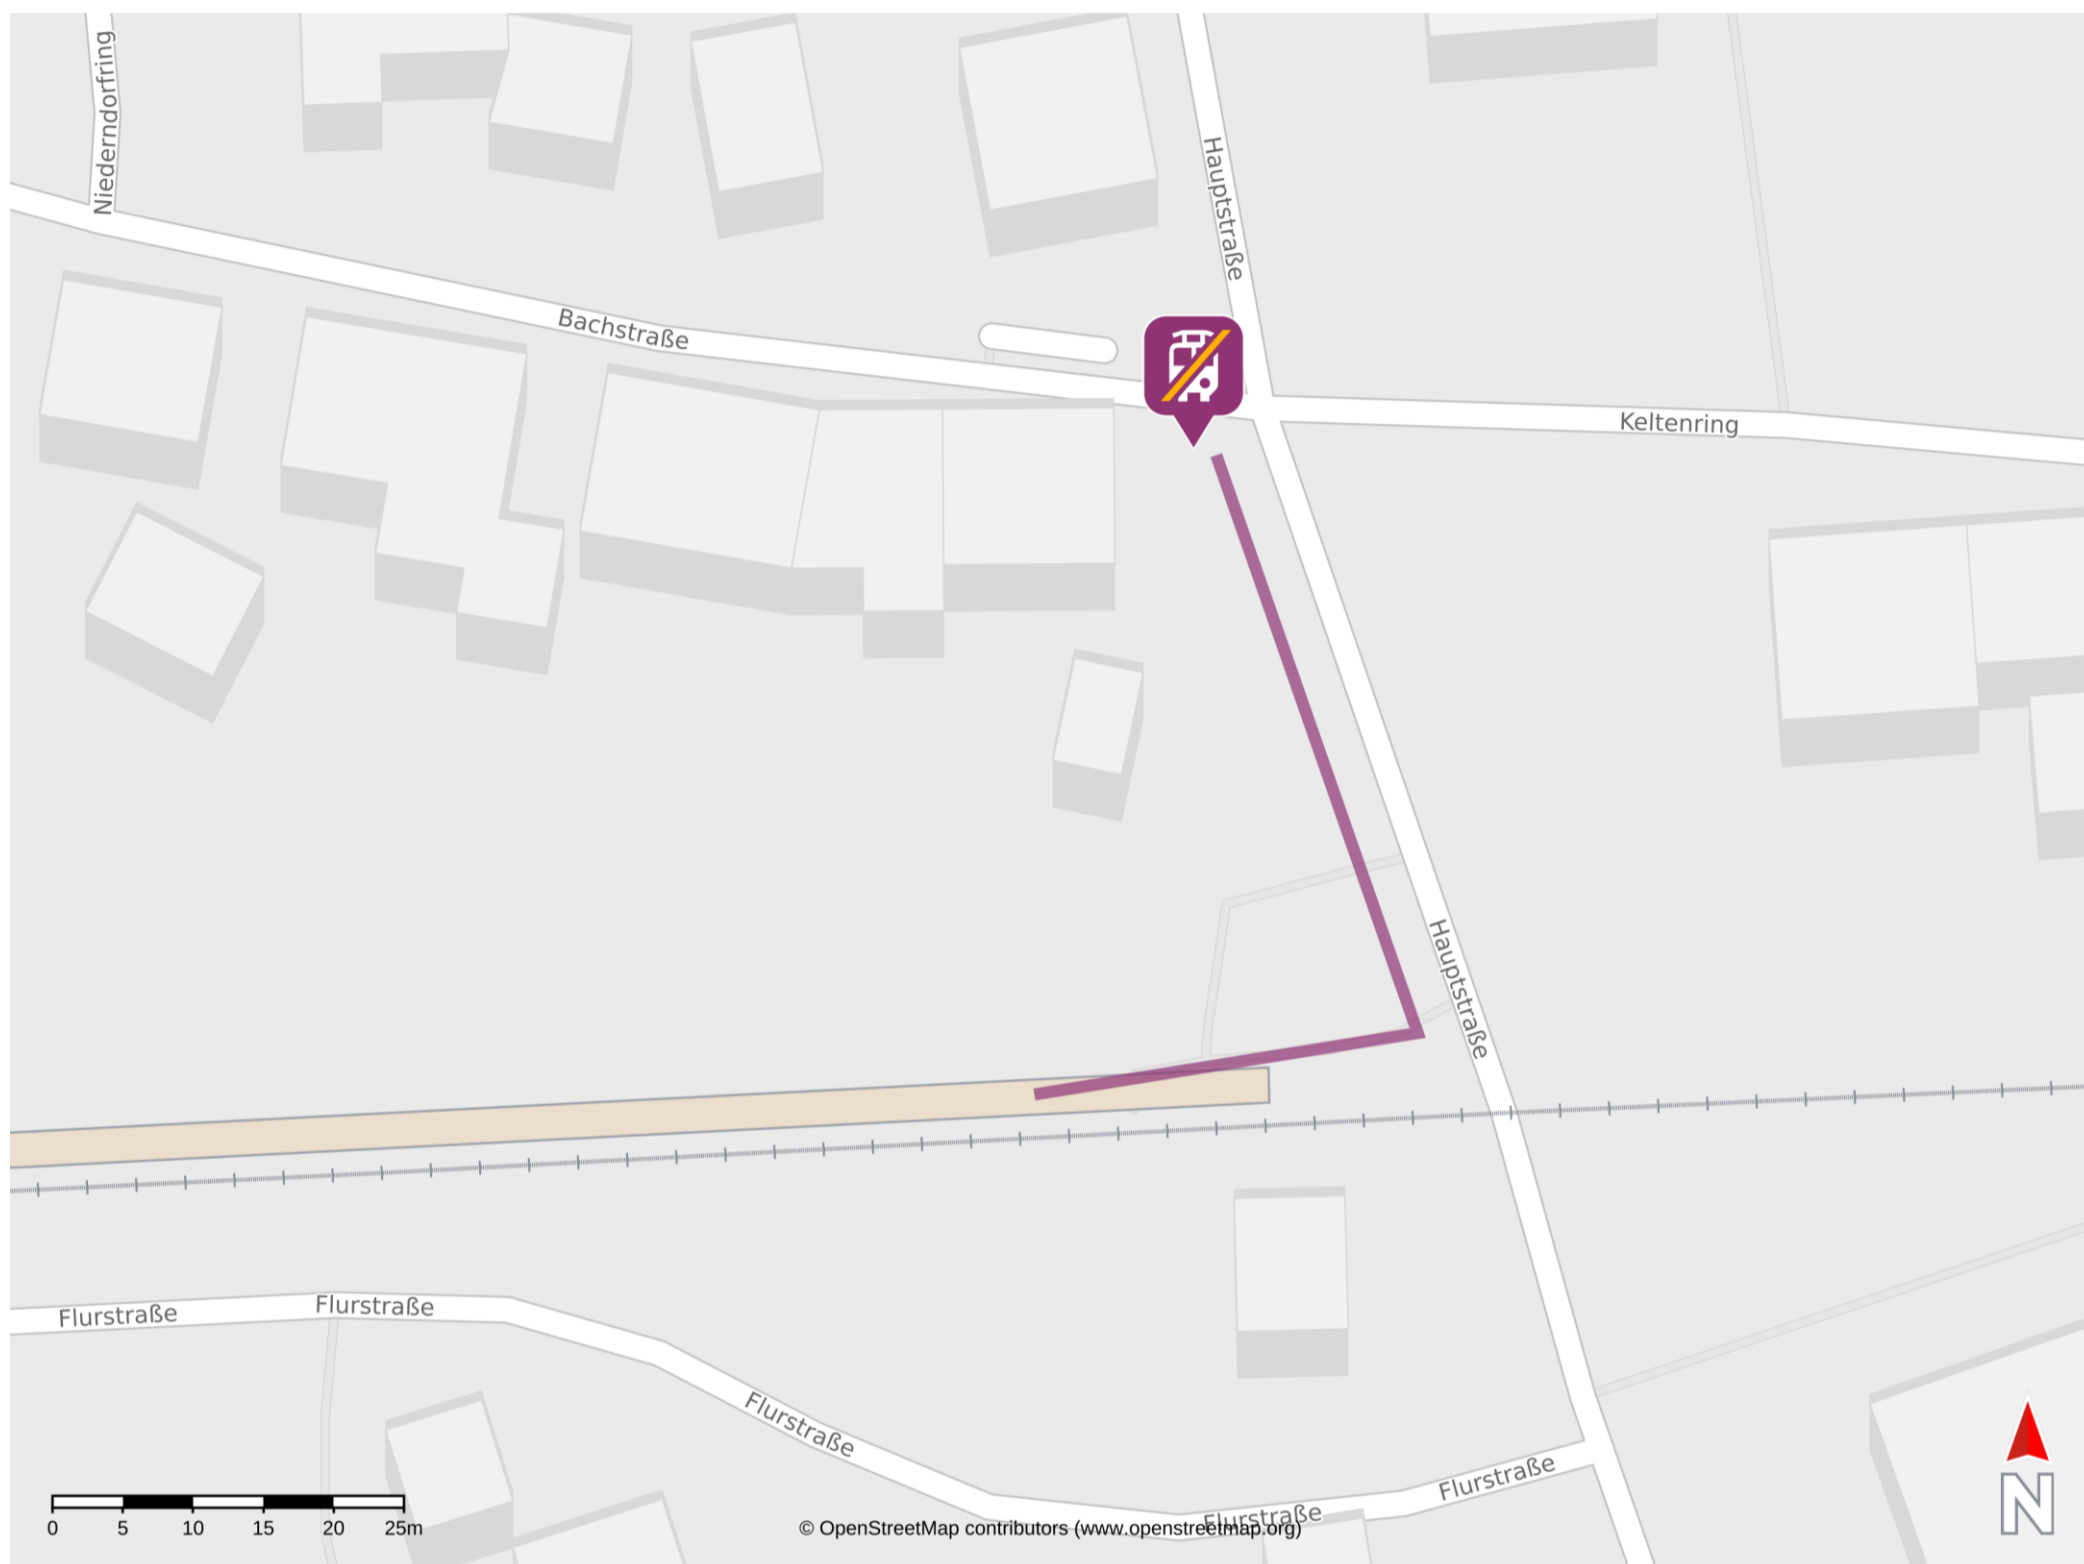 Niederndorfring
Hauptstraße
Bachstraße
Keltenring
Hauptstraße
Flurstraße
Flurstraße
Flurstraße
Flurstraße
Flurstraße
N
0 5 10 15 20 25m
© OpenStreetMap contributors (www.openstreetmap.org)